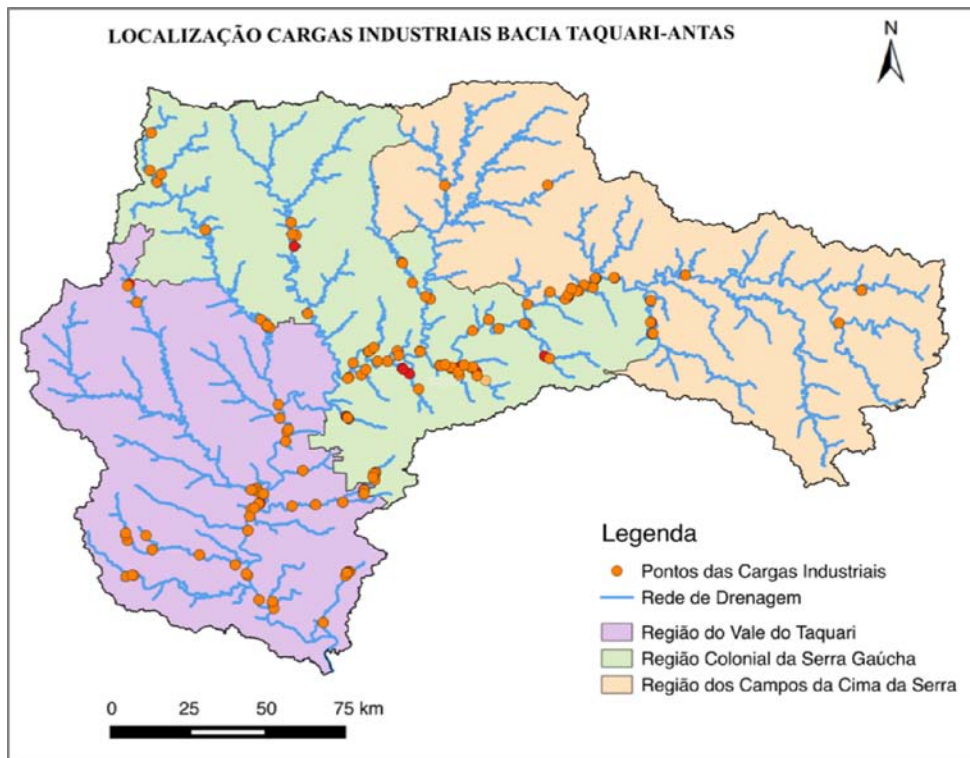 LOCALIZAÇÃO CARGAS INDUSTRIAIS BACIA TAQUARI-ANTAS
N
Legenda
Pontos das Cargas Industriais
Rede de Drenagem
Região do Vale do Taquari
Região Colonial da Serra Gaúcha
Região dos Campos da Cima da Serra
0 25 50 75 km